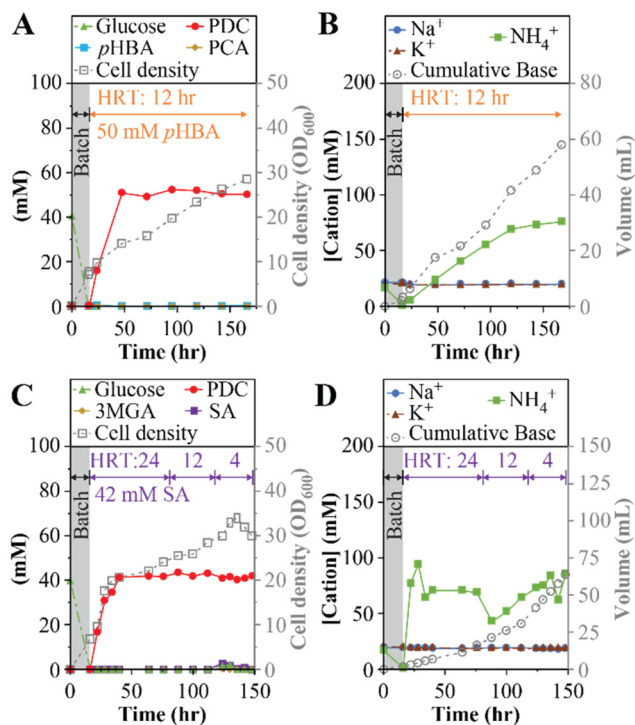 A
Glucose PDC
pHBA PCA
Cell density
HRT: 12 hr
50 mM pHBA
Batch
100
80
60
40
20
0
(mM)
50
40
30
20
10
0
Cell density (OD600)
0 50 100 150
Time (hr)
B
Na+ NH4+
K+
Cumulative Base
HRT: 12 hr
Batch
200
150
100
50
0
[Cation] (mM)
80
60
40
20
0
Volume (mL)
0 50 100 150
Time (hr)
C
Glucose PDC
3MGA SA
Cell density
HRT:24 12 4
42 mM SA
Batch
100
80
60
40
20
0
(mM)
50
40
30
20
10
0
Cell density (OD600)
0 50 100 150
Time (hr)
D
Na+ NH4+
K+
Cumulative Base
HRT: 24 12 4
Batch
200
150
100
50
0
[Cation] (mM)
150
125
100
75
50
25
0
Volume (mL)
0 50 100 150
Time (hr)